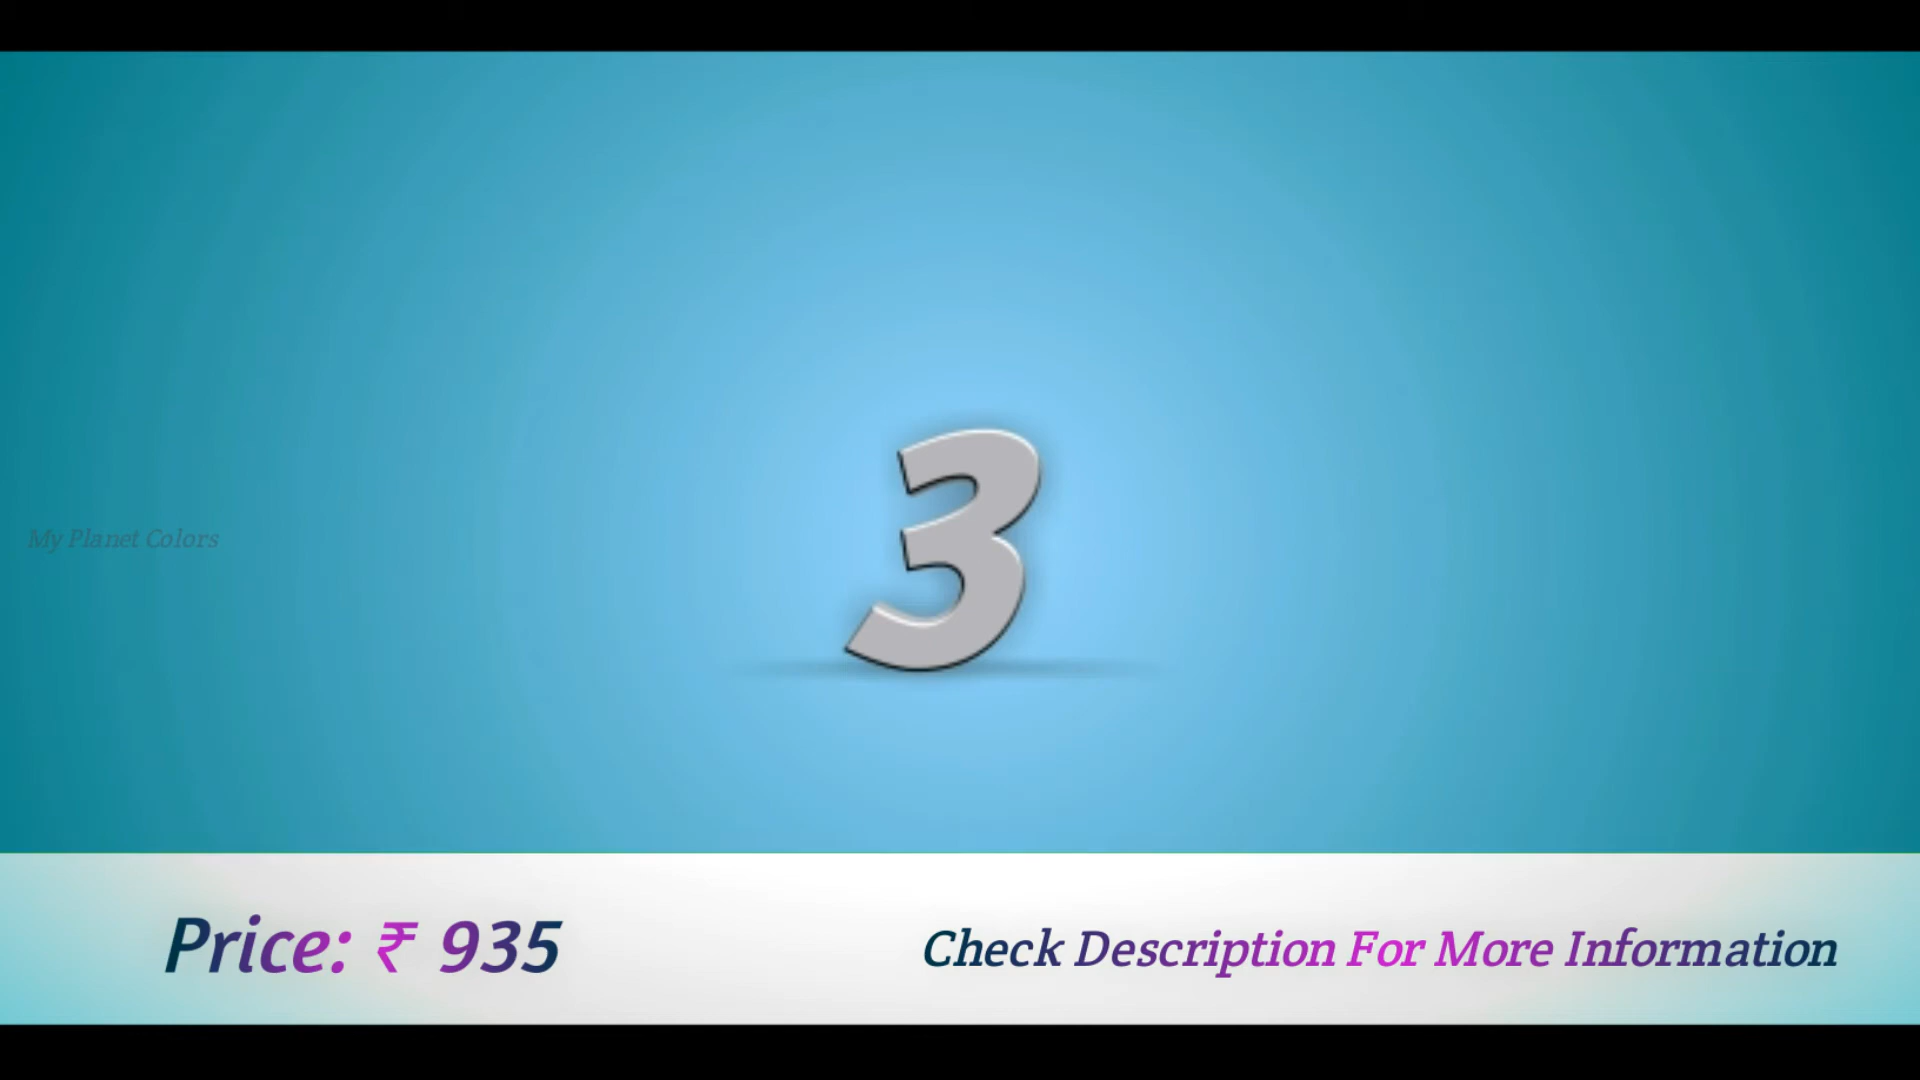 3
My Planet Colors
Price: ₹ 935
Check Description For More Information